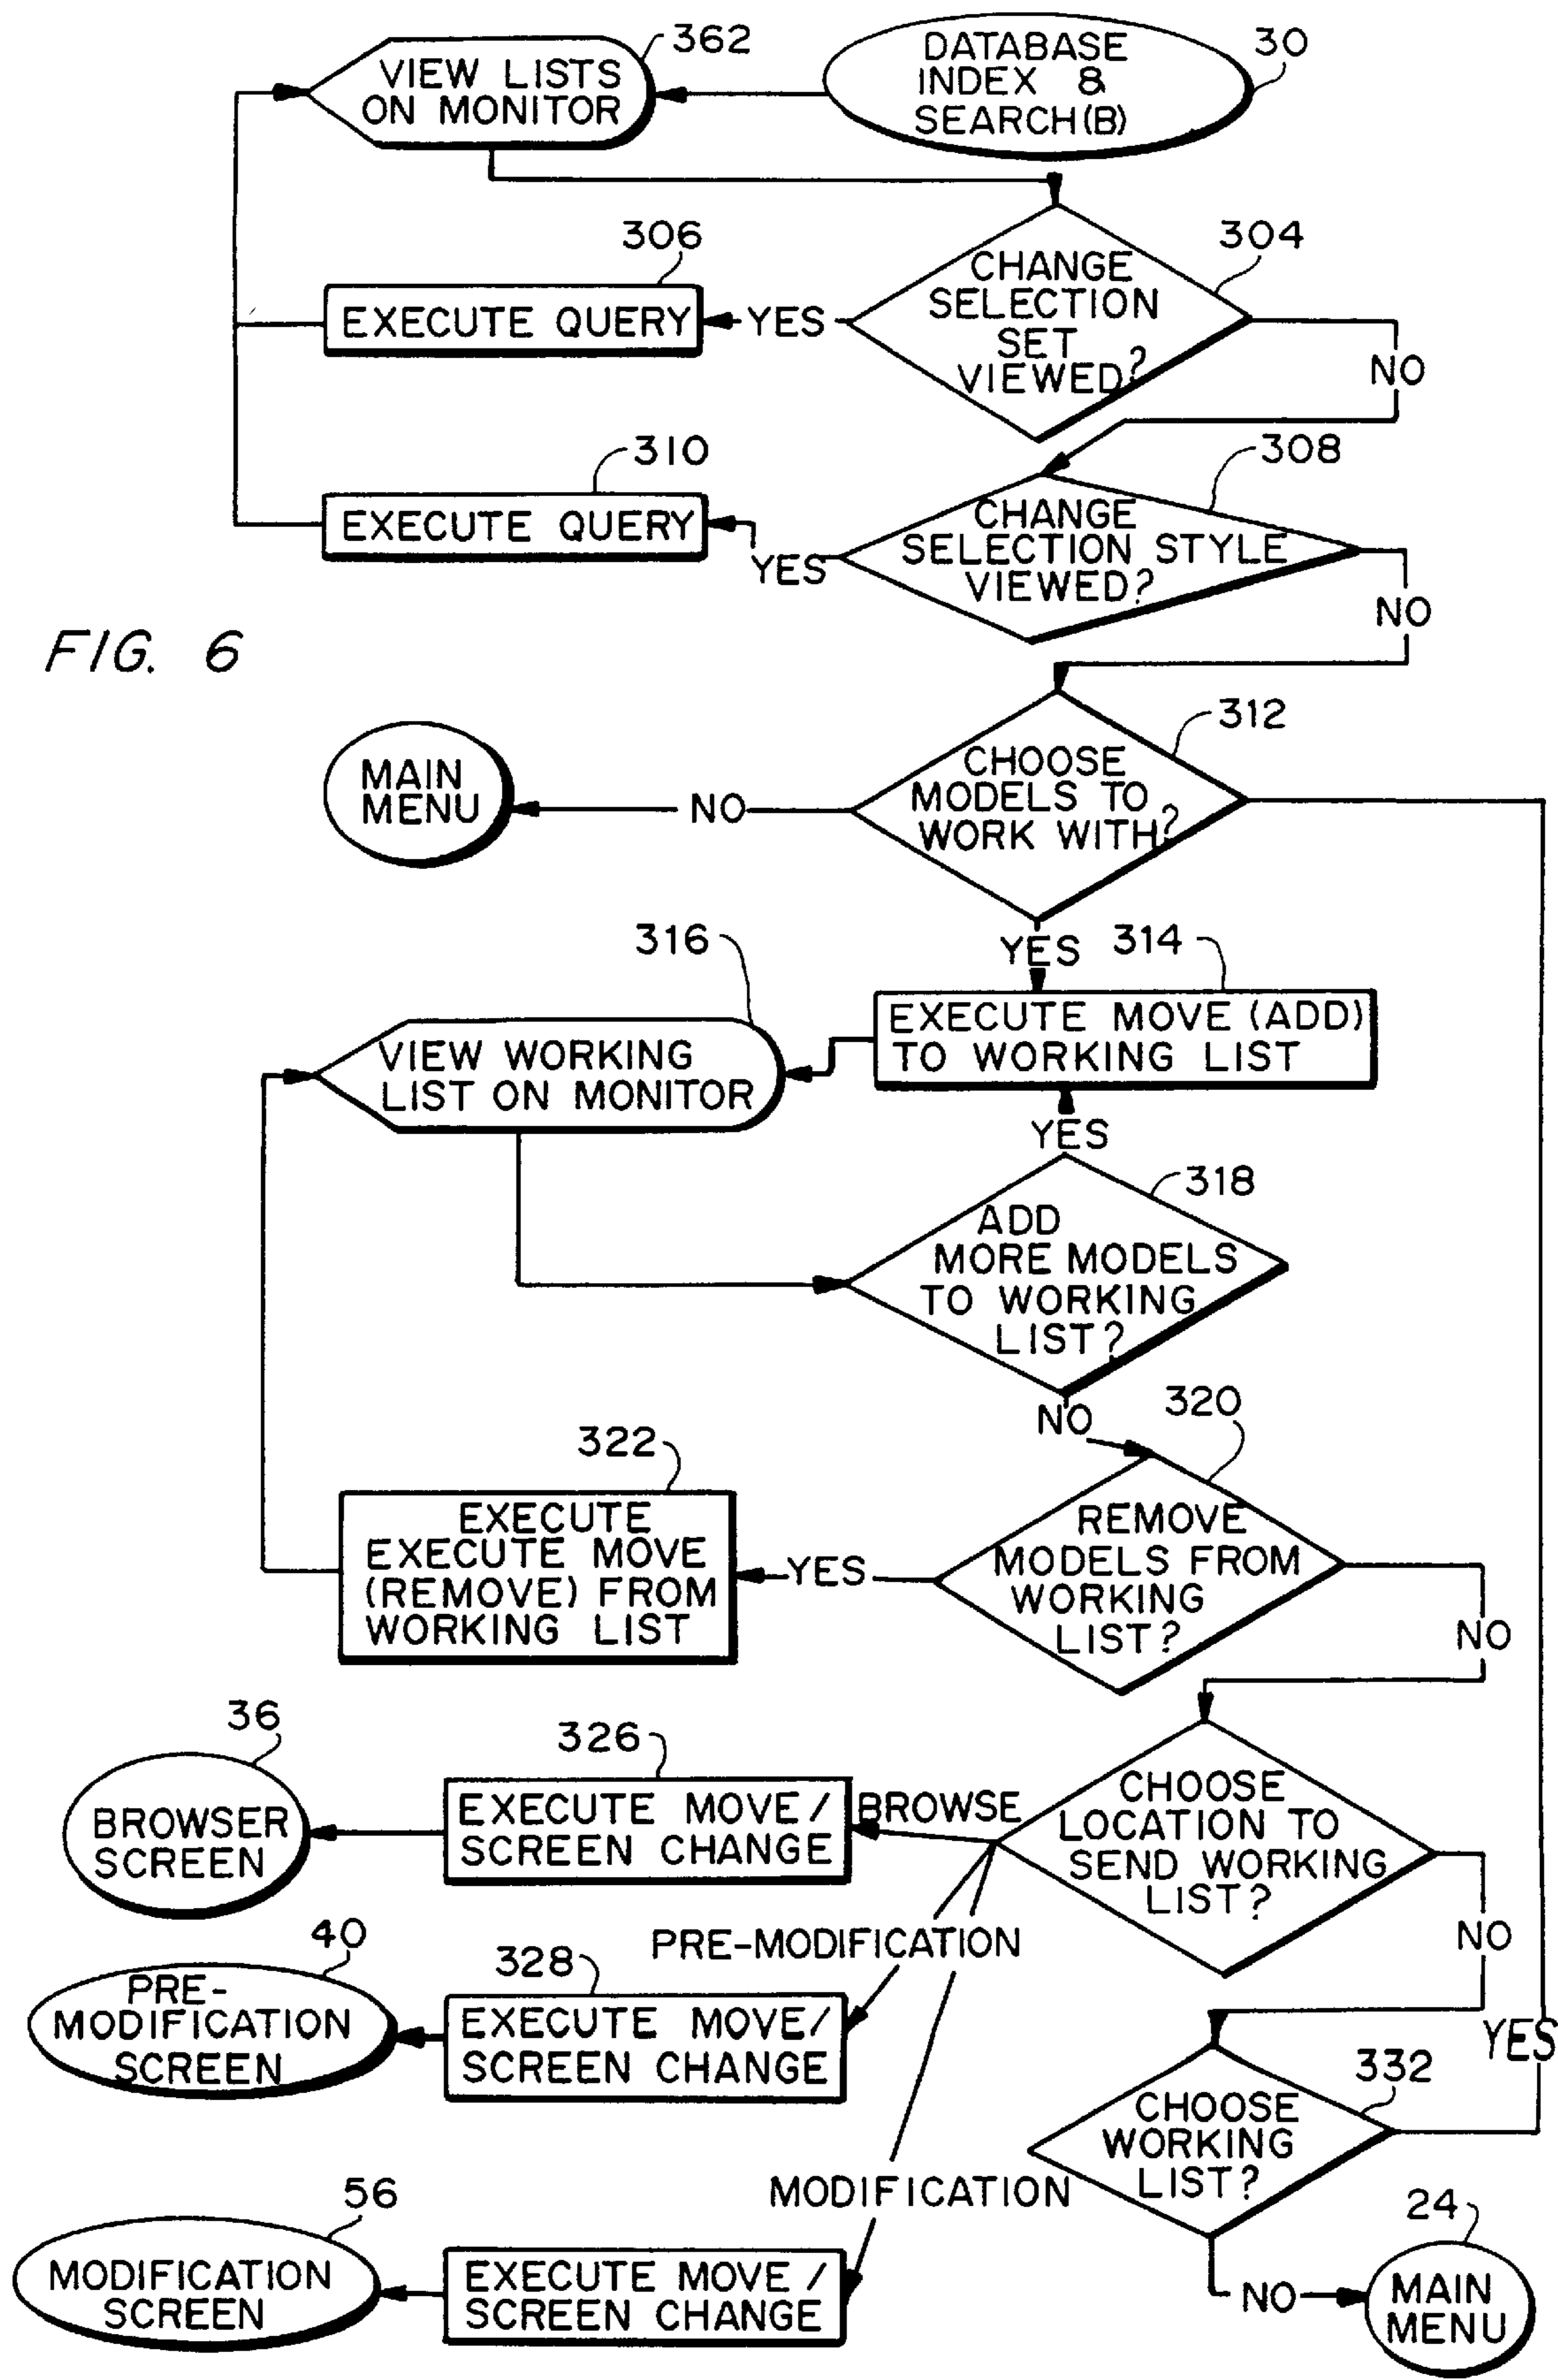 362
VIEW LISTS
ON MONITOR
DATABASE
INDEX &
SEARCH(B)
30
306
EXECUTE QUERY
YES
304
CHANGE
SELECTION
SET
VIEWED?
NO
310
EXECUTE QUERY
YES
308
CHANGE
SELECTION STYLE
VIEWED?
NO
FIG. 6
MAIN
MENU
NO
312
CHOOSE
MODELS TO
WORK WITH?
YES
314
EXECUTE MOVE (ADD)
TO WORKING LIST
316
VIEW WORKING
LIST ON MONITOR
YES
318
ADD
MORE MODELS
TO WORKING
LIST?
NO
320
REMOVE
MODELS FROM
WORKING
LIST?
YES
322
EXECUTE
EXECUTE MOVE
(REMOVE) FROM
WORKING LIST
NO
36
BROWSER
SCREEN
326
EXECUTE MOVE/
SCREEN CHANGE
BROWSE
CHOOSE
LOCATION TO
SEND WORKING
LIST?
NO
PRE-MODIFICATION
40
PRE-
MODIFICATION
SCREEN
328
EXECUTE MOVE/
SCREEN CHANGE
YES
332
CHOOSE
WORKING
LIST?
MODIFICATION
56
MODIFICATION
SCREEN
EXECUTE MOVE /
SCREEN CHANGE
NO
24
MAIN
MENU